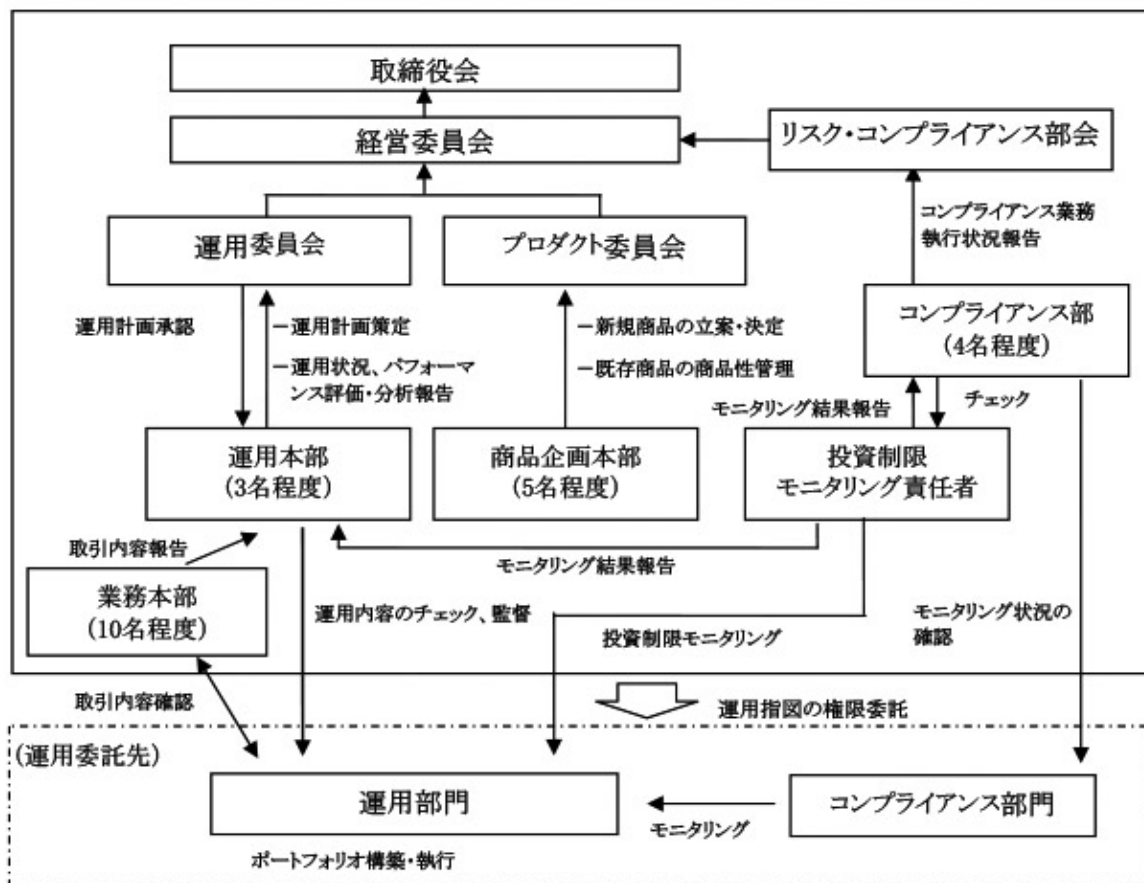 取締役会
経営委員会
リスク・コンプライアンス部会
運用委員会
プロダクト委員会
コンプライアンス業務
執行状況報告
運用計画承認
－運用計画策定
－運用状況、パフォーマ
ンス評価・分析報告
－新規商品の立案・決定
－既存商品の商品性管理
コンプライアンス部
(4名程度)
モニタリング結果報告
チェック
運用本部
(3名程度)
商品企画本部
(5名程度)
投資制限
モニタリング責任者
取引内容報告
モニタリング結果報告
業務本部
(10名程度)
運用内容のチェック、監督
投資制限モニタリング
モニタリング状況の
確認
取引内容確認
運用指図の権限委託
(運用委託先)
運用部門
コンプライアンス部門
モニタリング
ポートフォリオ構築・執行